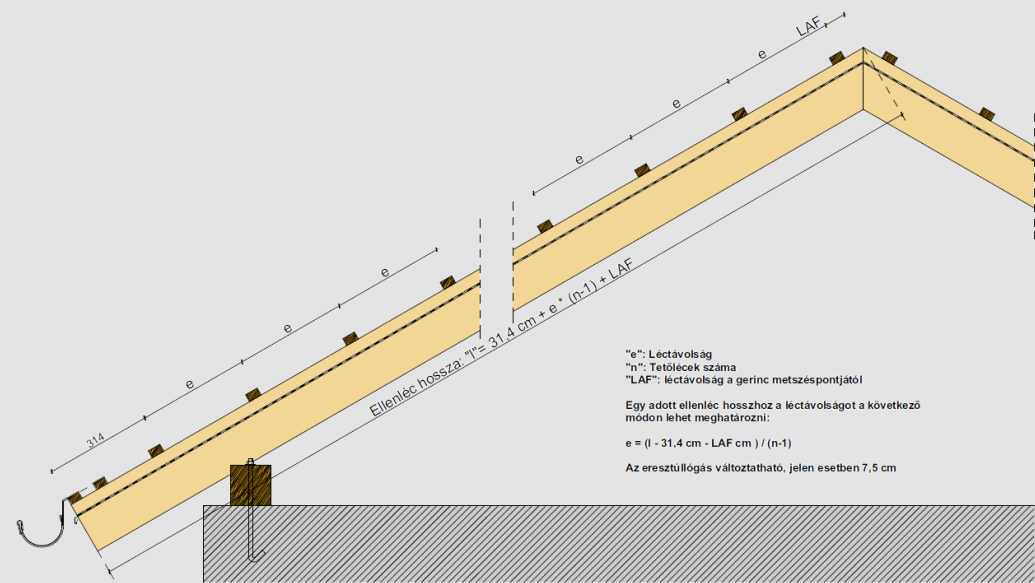 LAF
e
e
e
e
e
e
314
Ellenléc hossza: "l"= 31,4 cm + e * (n-1) + LAF
"e": Léctávolság
"n": Tetőlécek száma
"LAF": léctávolság a gerinc metszéspontjától
Egy adott ellenléc hosszhoz a léctávolságot a következő
módon lehet meghatározni:
e = (l - 31,4 cm - LAF cm ) / (n-1)
Az eresztúllógás változtatható, jelen esetben 7,5 cm